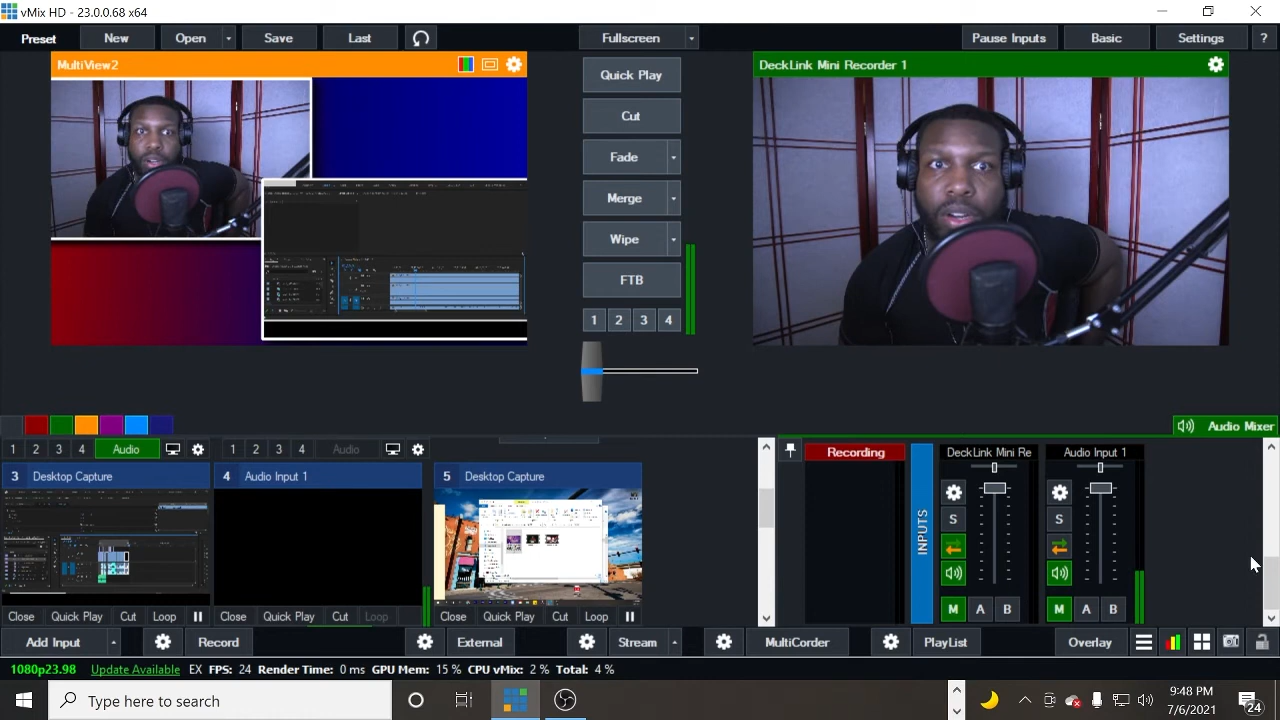 vMix HD - 23.0.0.68 x64
Preset New Open Save Last Fullscreen Pause Inputs Basic Settings ?
MultiView2
DeckLink Mini Recorder 1
Quick Play
Cut
Fade
Merge
Wipe
FTB
1 2 3 4
Audio Mixer
1 2 3 4 Audio
1 2 3 4 Audio
3 Desktop Capture
4 Audio Input 1
5 Desktop Capture
Close Quick Play Cut Loop
Close Quick Play Cut Loop
Close Quick Play Cut Loop
Recording
INPUTS
DeckLink Mini Re
S
M A B
Audio Input 1
S
M A B
Add Input Record External Stream MultiCorder PlayList Overlay
1080p23.98 Update Available EX FPS: 24 Render Time: 0 ms GPU Mem: 15 % CPU vMix: 2 % Total: 4 %
Type here to search
9:48 PM
7/6/2021
24